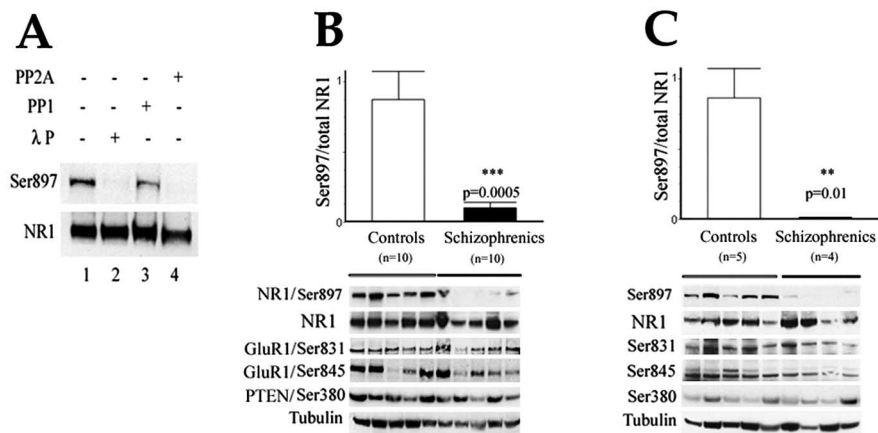 A
PP2A - - - +
PP1 - - + -
λ P - + - -
Ser897
NR1
1 2 3 4
B
Ser897/total NR1
1
0
***
p=0.0005
Controls Schizophrenics
(n=10) (n=10)
NR1/Ser897
NR1
GluR1/Ser831
GluR1/Ser845
PTEN/Ser380
Tubulin
C
Ser897/total NR1
1
0
**
p=0.01
Controls Schizophrenics
(n=5) (n=4)
Ser897
NR1
Ser831
Ser845
Ser380
Tubulin